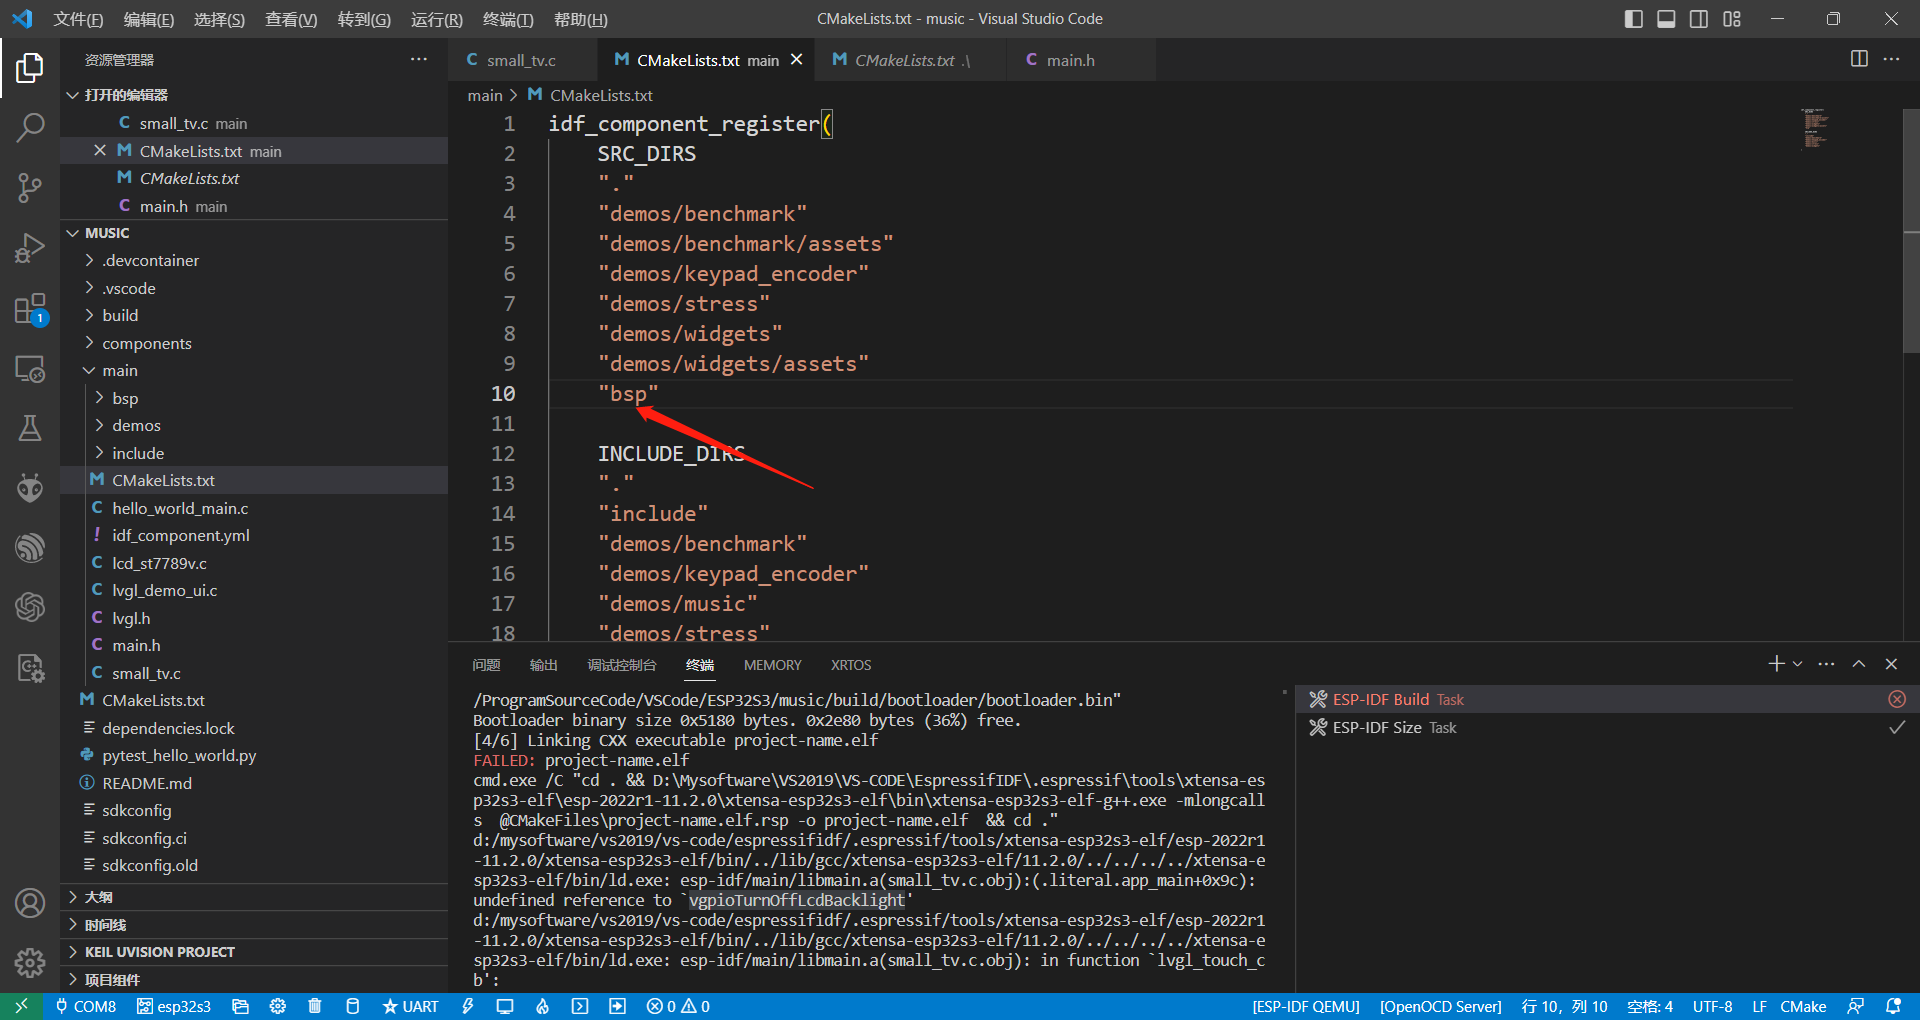 文件(F) 编辑(E) 选择(S) 查看(V) 转到(G) 运行(R) 终端(T) 帮助(H)
CMakeLists.txt - music - Visual Studio Code
资源管理器
打开的编辑器
small_tv.c main
CMakeLists.txt main
CMakeLists.txt
main.h main
MUSIC
.devcontainer
.vscode
build
components
main
bsp
demos
include
CMakeLists.txt
hello_world_main.c
idf_component.yml
lcd_st7789v.c
lvgl_demo_ui.c
lvgl.h
main.h
small_tv.c
CMakeLists.txt
dependencies.lock
pytest_hello_world.py
README.md
sdkconfig
sdkconfig.ci
sdkconfig.old
大纲
时间线
KEIL UVISION PROJECT
项目组件
1
small_tv.c
CMakeLists.txt main
CMakeLists.txt .\
main.h
main > CMakeLists.txt
1 idf_component_register(
2 SRC_DIRS
3 "."
4 "demos/benchmark"
5 "demos/benchmark/assets"
6 "demos/keypad_encoder"
7 "demos/stress"
8 "demos/widgets"
9 "demos/widgets/assets"
10 "bsp"
11
12 INCLUDE_DIRS
13 "."
14 "include"
15 "demos/benchmark"
16 "demos/keypad_encoder"
17 "demos/music"
18 "demos/stress"
问题 输出 调试控制台 终端 MEMORY XRTOS
/ProgramSourceCode/VSCode/ESP32S3/music/build/bootloader/bootloader.bin"
Bootloader binary size 0x5180 bytes. 0x2e80 bytes (36%) free.
[4/6] Linking CXX executable project-name.elf
FAILED: project-name.elf
cmd.exe /C "cd . && D:\Mysoftware\VS2019\VS-CODE\EspressifIDF\.espressif\tools\xtensa-es
p32s3-elf\esp-2022r1-11.2.0\xtensa-esp32s3-elf\bin\xtensa-esp32s3-elf-g++.exe -mlongcall
s  @CMakeFiles\project-name.elf.rsp -o project-name.elf  && cd ."
d:/mysoftware/vs2019/vs-code/espressifidf/.espressif/tools/xtensa-esp32s3-elf/esp-2022r1
-11.2.0/xtensa-esp32s3-elf/bin/../lib/gcc/xtensa-esp32s3-elf/11.2.0/../../../../xtensa-e
sp32s3-elf/bin/ld.exe: esp-idf/main/libmain.a(small_tv.c.obj):(.literal.app_main+0x9c):
undefined reference to `vgpioTurnOffLcdBacklight'
d:/mysoftware/vs2019/vs-code/espressifidf/.espressif/tools/xtensa-esp32s3-elf/esp-2022r1
-11.2.0/xtensa-esp32s3-elf/bin/../lib/gcc/xtensa-esp32s3-elf/11.2.0/../../../../xtensa-e
sp32s3-elf/bin/ld.exe: esp-idf/main/libmain.a(small_tv.c.obj): in function `lvgl_touch_c
b':
ESP-IDF Build Task
ESP-IDF Size Task
COM8 esp32s3 UART 0 0 [ESP-IDF QEMU] [OpenOCD Server] 行 10，列 10 空格: 4 UTF-8 LF CMake